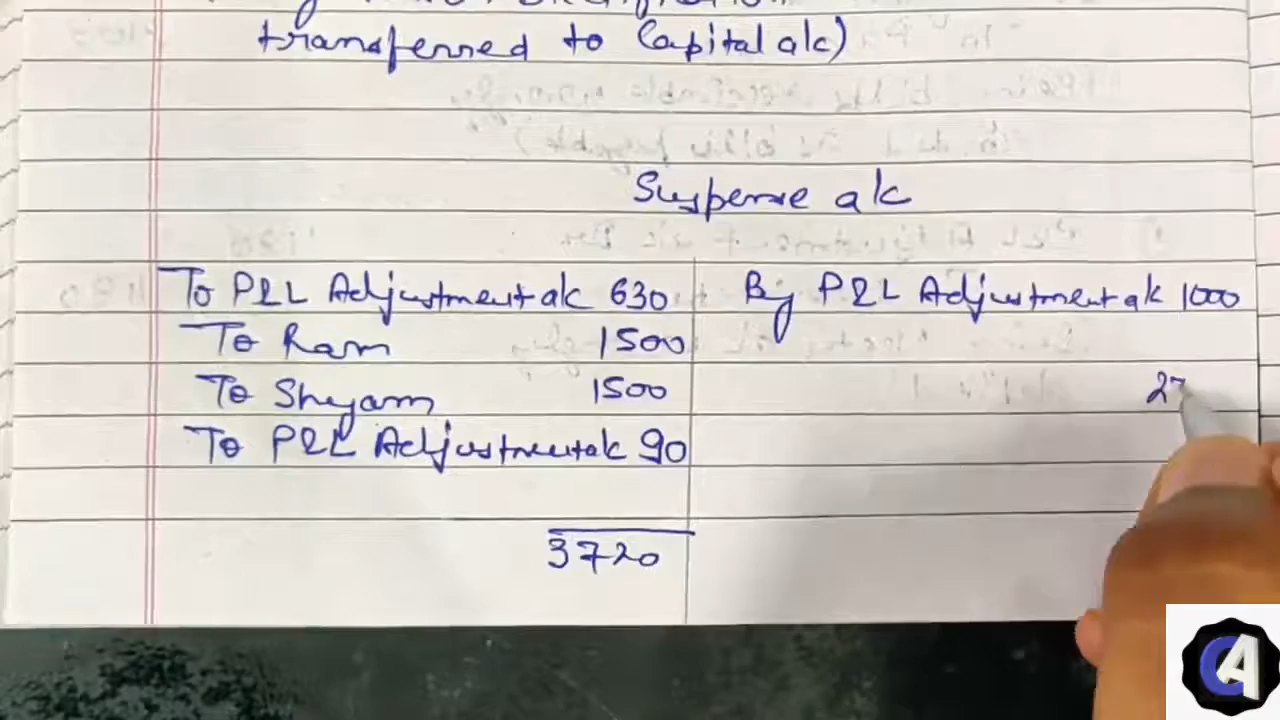 transferred to Capital a/c)
Suspense a/c
To P&L Adjustment a/c 630
To Ram 1500
To Shyam 1500
To P&L Adjustment a/c 90
3720
By P&L Adjustment a/c 1000
27
CA